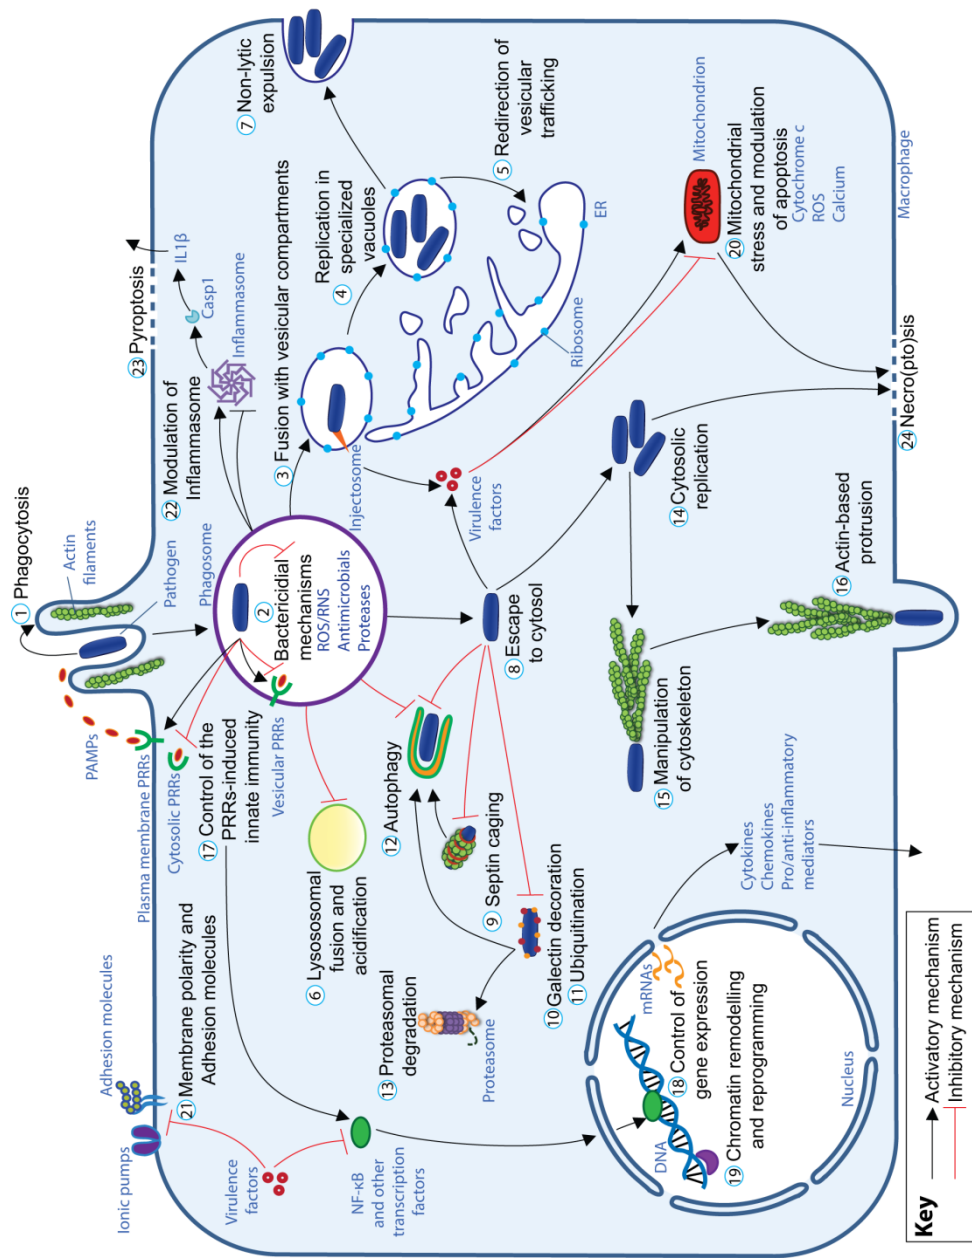 Ionic pumps
Adhesion molecules
21 Membrane polarity and
Adhesion molecules
Virulence
factors
NF-κB
and other
transcription
factors
PAMPs
Plasma membrane PRRs
Cytosolic PRRs
17 Control of the
PRRs-induced
innate immunity
Vesicular PRRs
1 Phagocytosis
Actin
filaments
Pathogen
Phagosome
2
Bactericidial
mechanisms
ROS/RNS
Antimicrobials
Proteases
22 Modulation of
Inflammasome
Inflammasome
Casp1
IL1β
23 Pyroptosis
3 Fusion with vesicular compartments
Injectosome
4 Replication in
specialized
vacuoles
7 Non-lytic
expulsion
5 Redirection of
vesicular
trafficking
ER
Ribosome
6 Lysososomal
fusion and
acidification
12 Autophagy
9 Septin caging
10 Galectin decoration
11 Ubiquitination
13 Proteasomal
degradation
Proteasome
8 Escape
to cytosol
Virulence
factors
14 Cytosolic
replication
15 Manipulation
of cytoskeleton
16 Actin-based
protrusion
Mitochondrion
20 Mitochondrial
stress and modulation
of apoptosis
Cytochrome c
ROS
Calcium
24 Necro(pto)sis
Macrophage
DNA
mRNAs
18 Control of
gene expression
19 Chromatin remodelling
and reprogramming
Nucleus
Cytokines
Chemokines
Pro/anti-inflammatory
mediators
Key
Activatory mechanism
Inhibitory mechanism